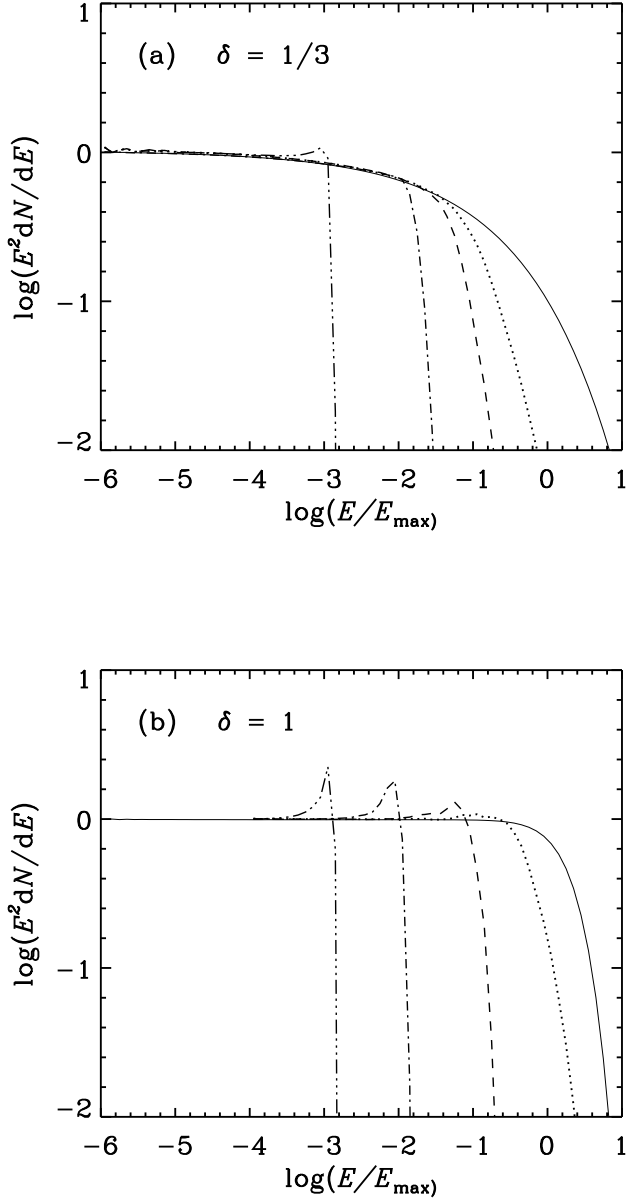 (a) δ = 1/3
1
0
−1
−2
log(E²dN/dE)
−6 −5 −4 −3 −2 −1 0 1
log(E/Emax)
(b) δ = 1
1
0
−1
−2
log(E²dN/dE)
−6 −5 −4 −3 −2 −1 0 1
log(E/Emax)